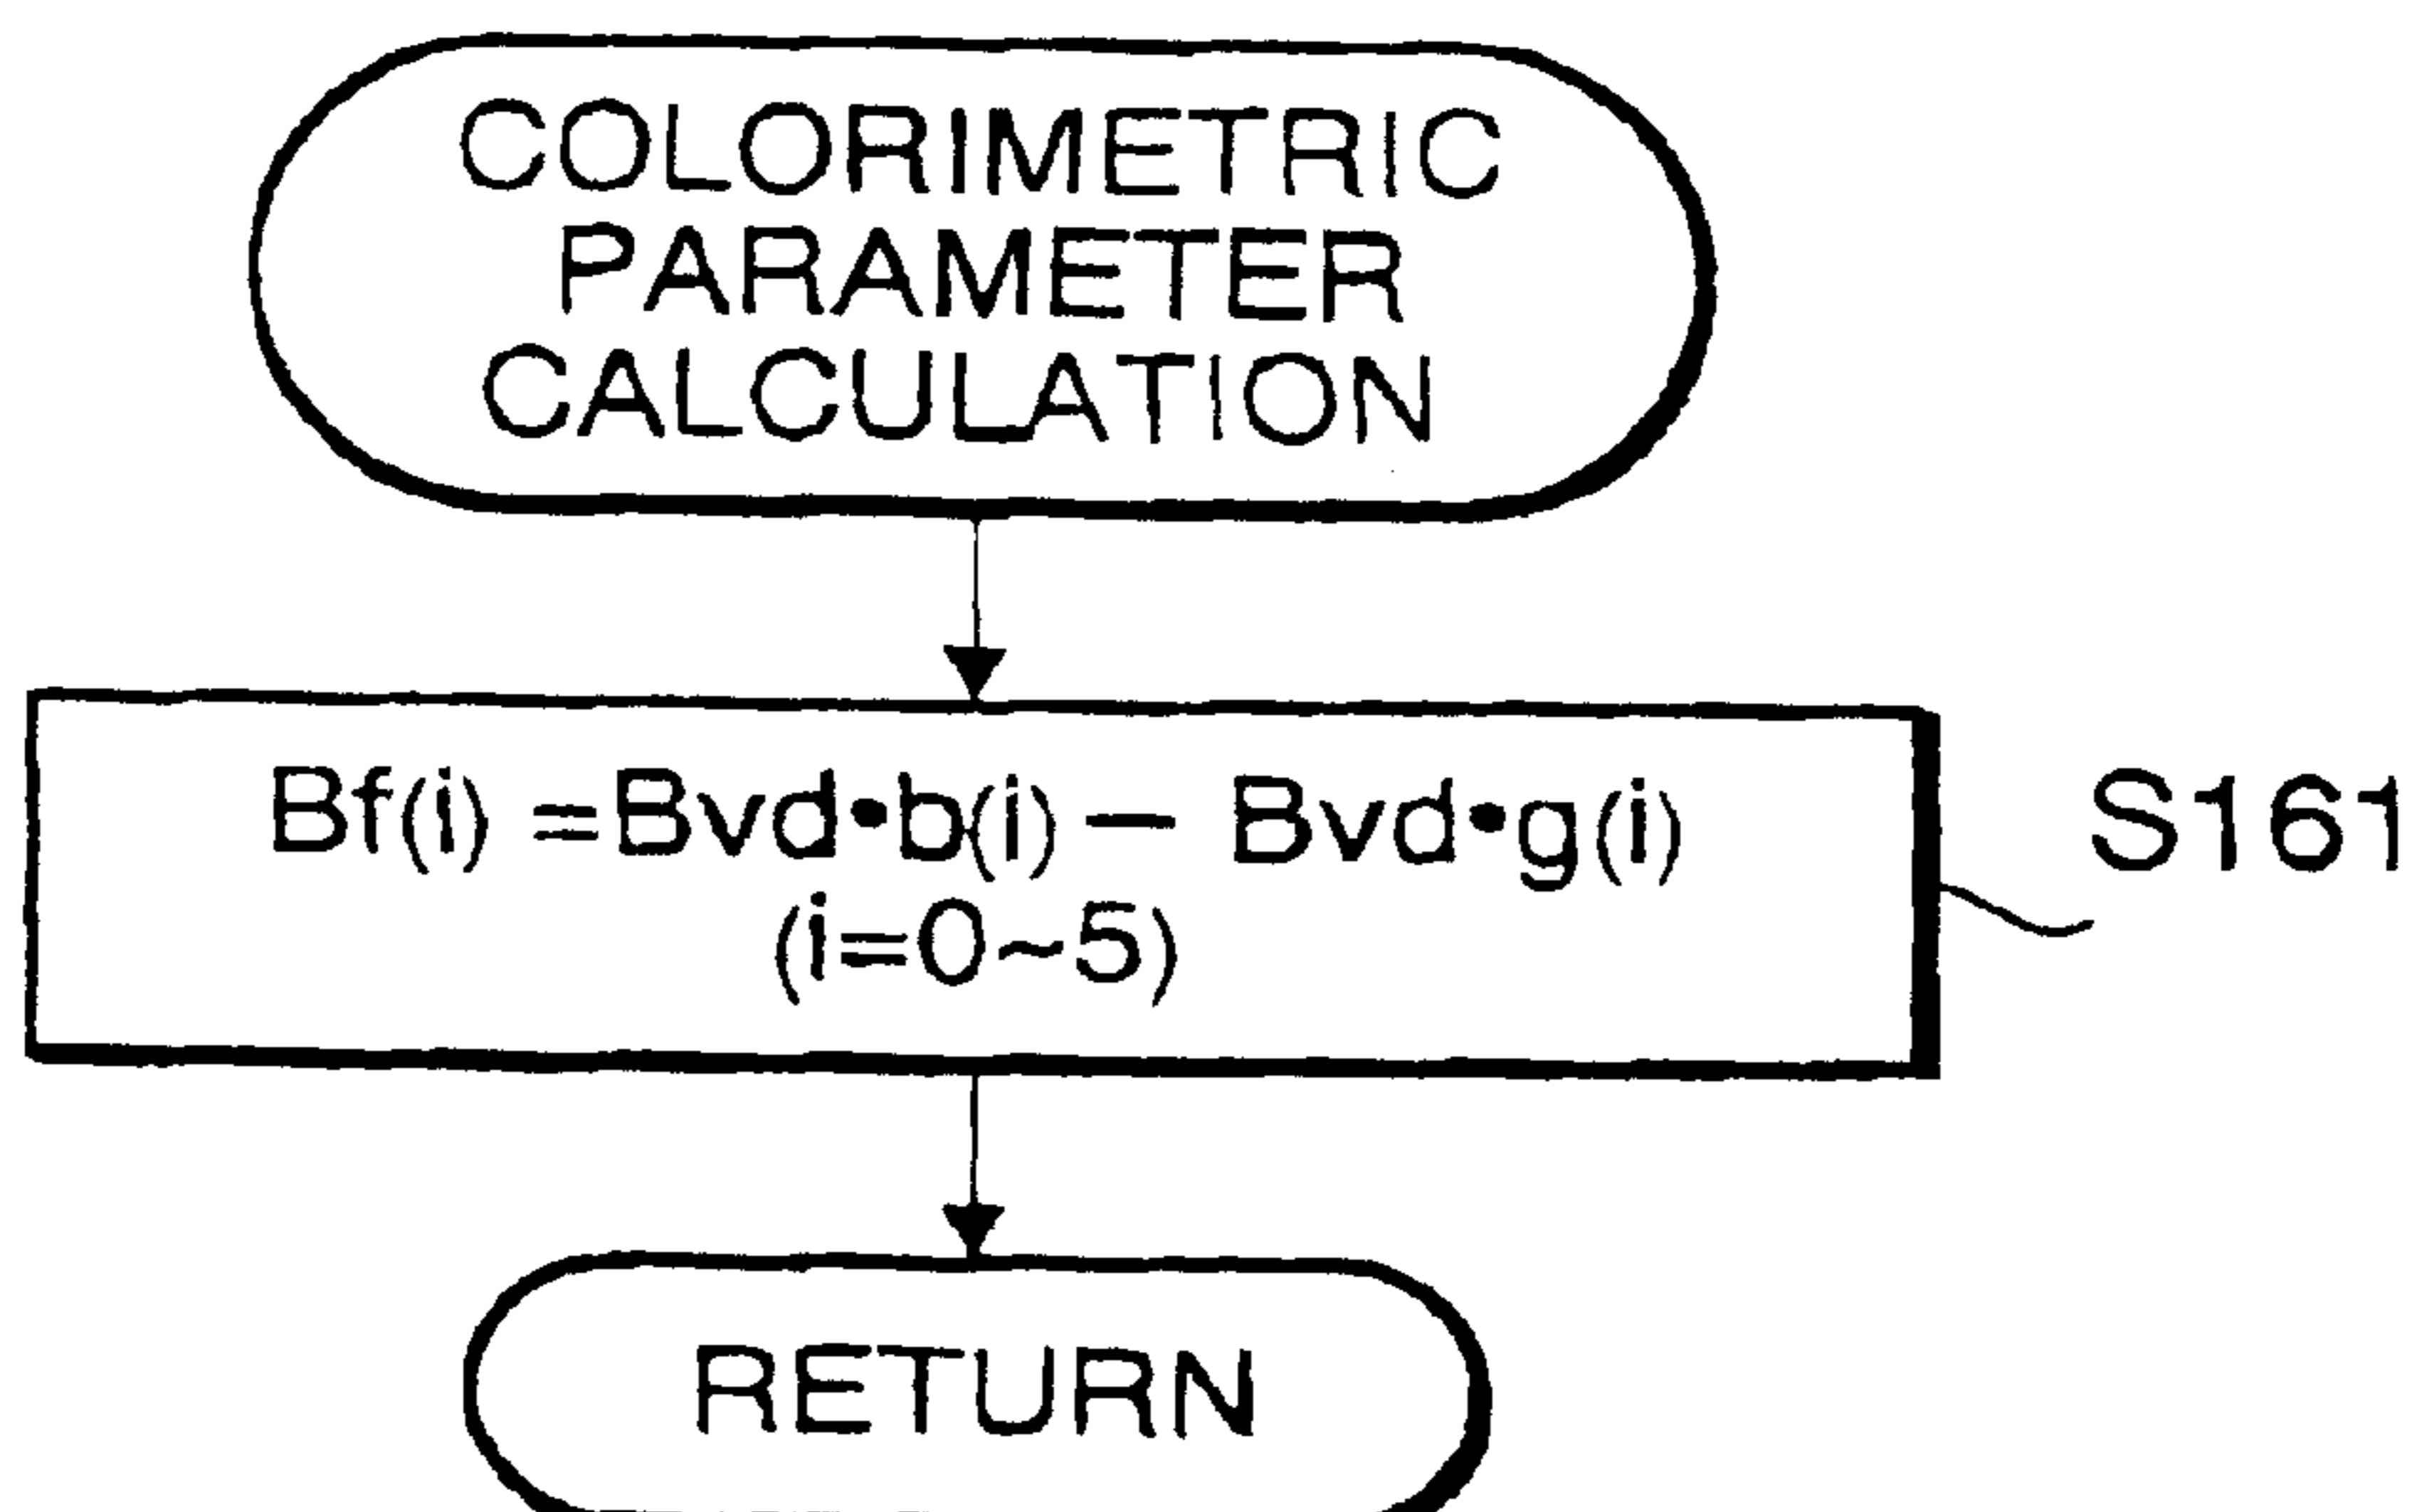 COLORIMETRIC
PARAMETER
CALCULATION
Bf(i) =Bvd•b(i) — Bvd•g(i)
(i=0~5)
S161
RETURN